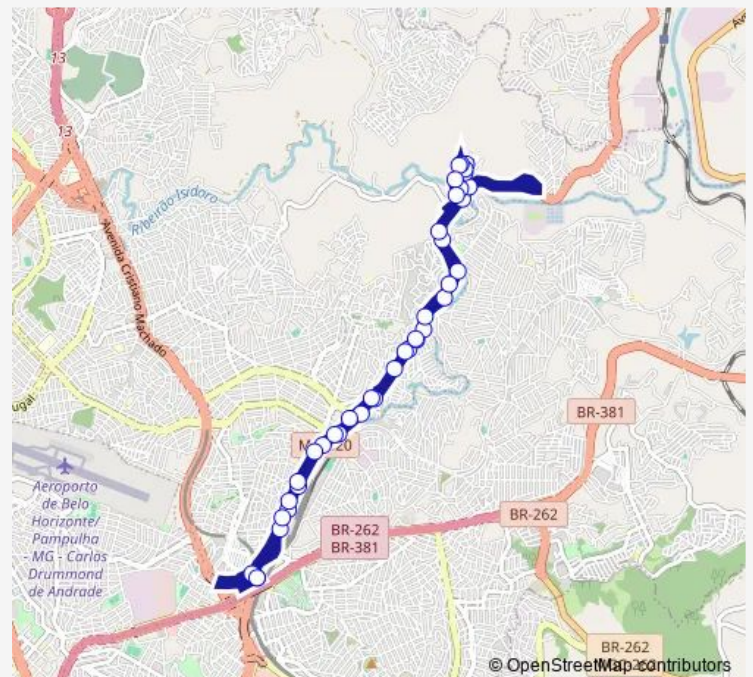 13
13
Ribeirão Isidoro
Avenida Cristiano Machado
BR-381
BR-262
BR-262
BR-381
Aeroporto
de Belo
Horizonte/
Pampulha
- MG - Carlos
Drummond
de Andrade
BR-262
© OpenStreetMap contributors